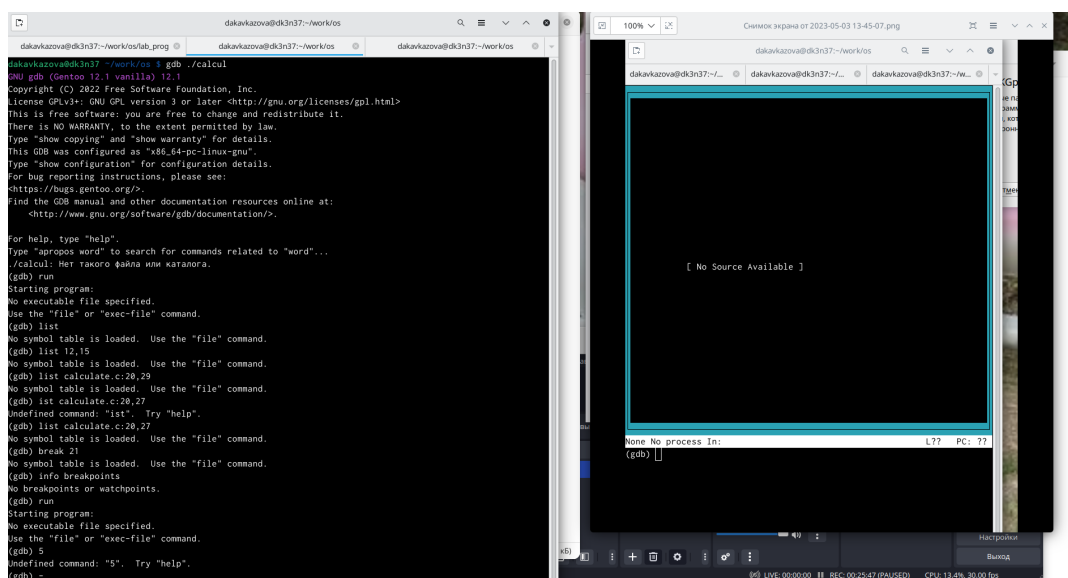 dakavkazova@dk3n37:~/work/os
dakavkazova@dk3n37:~/work/os/lab_prog
dakavkazova@dk3n37:~/work/os
dakavkazova@dk3n37:~/work/os
dakavkazova@dk3n37 ~/work/os $ gdb ./calcul
GNU gdb (Gentoo 12.1 vanilla) 12.1
Copyright (C) 2022 Free Software Foundation, Inc.
License GPLv3+: GNU GPL version 3 or later <http://gnu.org/licenses/gpl.html>
This is free software: you are free to change and redistribute it.
There is NO WARRANTY, to the extent permitted by law.
Type "show copying" and "show warranty" for details.
This GDB was configured as "x86_64-pc-linux-gnu".
Type "show configuration" for configuration details.
For bug reporting instructions, please see:
<https://bugs.gentoo.org/>.
Find the GDB manual and other documentation resources online at:
<http://www.gnu.org/software/gdb/documentation/>.
For help, type "help".
Type "apropos word" to search for commands related to "word"...
./calcul: Нет такого файла или каталога.
(gdb) run
Starting program:
No executable file specified.
Use the "file" or "exec-file" command.
(gdb) list
No symbol table is loaded.  Use the "file" command.
(gdb) list 12,15
No symbol table is loaded.  Use the "file" command.
(gdb) list calculate.c:20,29
No symbol table is loaded.  Use the "file" command.
(gdb) ist calculate.c:20,27
Undefined command: "ist".  Try "help".
(gdb) list calculate.c:20,27
No symbol table is loaded.  Use the "file" command.
(gdb) break 21
No symbol table is loaded.  Use the "file" command.
(gdb) info breakpoints
No breakpoints or watchpoints.
(gdb) run
Starting program:
No executable file specified.
Use the "file" or "exec-file" command.
(gdb) 5
Undefined command: "5".  Try "help".
(gdb) -
100%
Снимок экрана от 2023-05-03 13-45-07.png
dakavkazova@dk3n37:~/work/os
dakavkazova@dk3n37:~/...
dakavkazova@dk3n37:~/...
dakavkazova@dk3n37:~/w...
[ No Source Available ]
None No process In:
L??   PC: ??
(gdb)
кБ)
Настройки
Выход
LIVE: 00:00:00
REC: 00:25:47 (PAUSED)
CPU: 13.4%, 30.00 fps